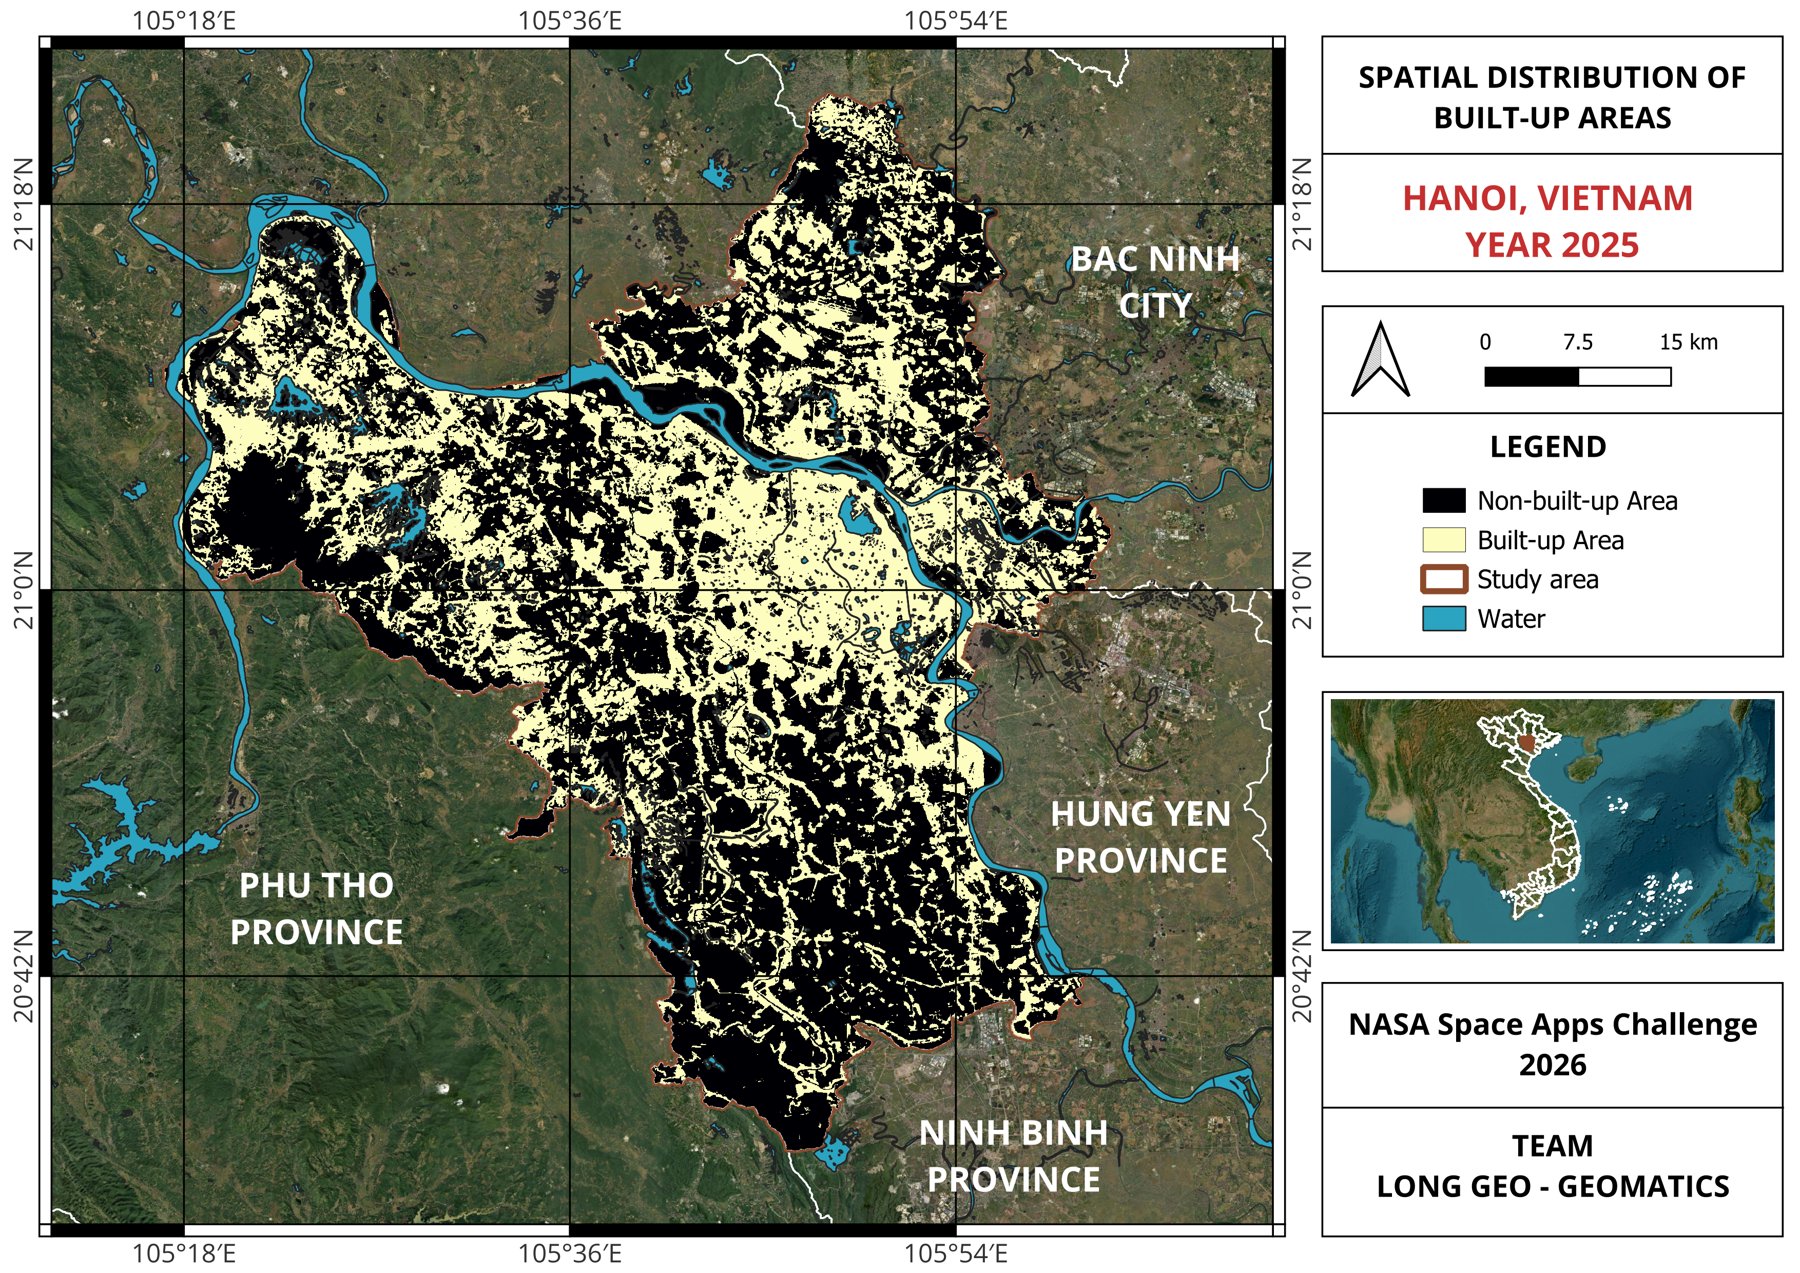 105°18′E
105°36′E
105°54′E
21°18′N
21°0′N
20°42′N
21°18′N
21°0′N
20°42′N
105°18′E
105°36′E
105°54′E
BAC NINH
CITY
HUNG YEN
PROVINCE
PHU THO
PROVINCE
NINH BINH
PROVINCE
SPATIAL DISTRIBUTION OF
BUILT-UP AREAS
HANOI, VIETNAM
YEAR 2025
0 7.5 15 km
LEGEND
Non-built-up Area
Built-up Area
Study area
Water
NASA Space Apps Challenge
2026
TEAM
LONG GEO - GEOMATICS